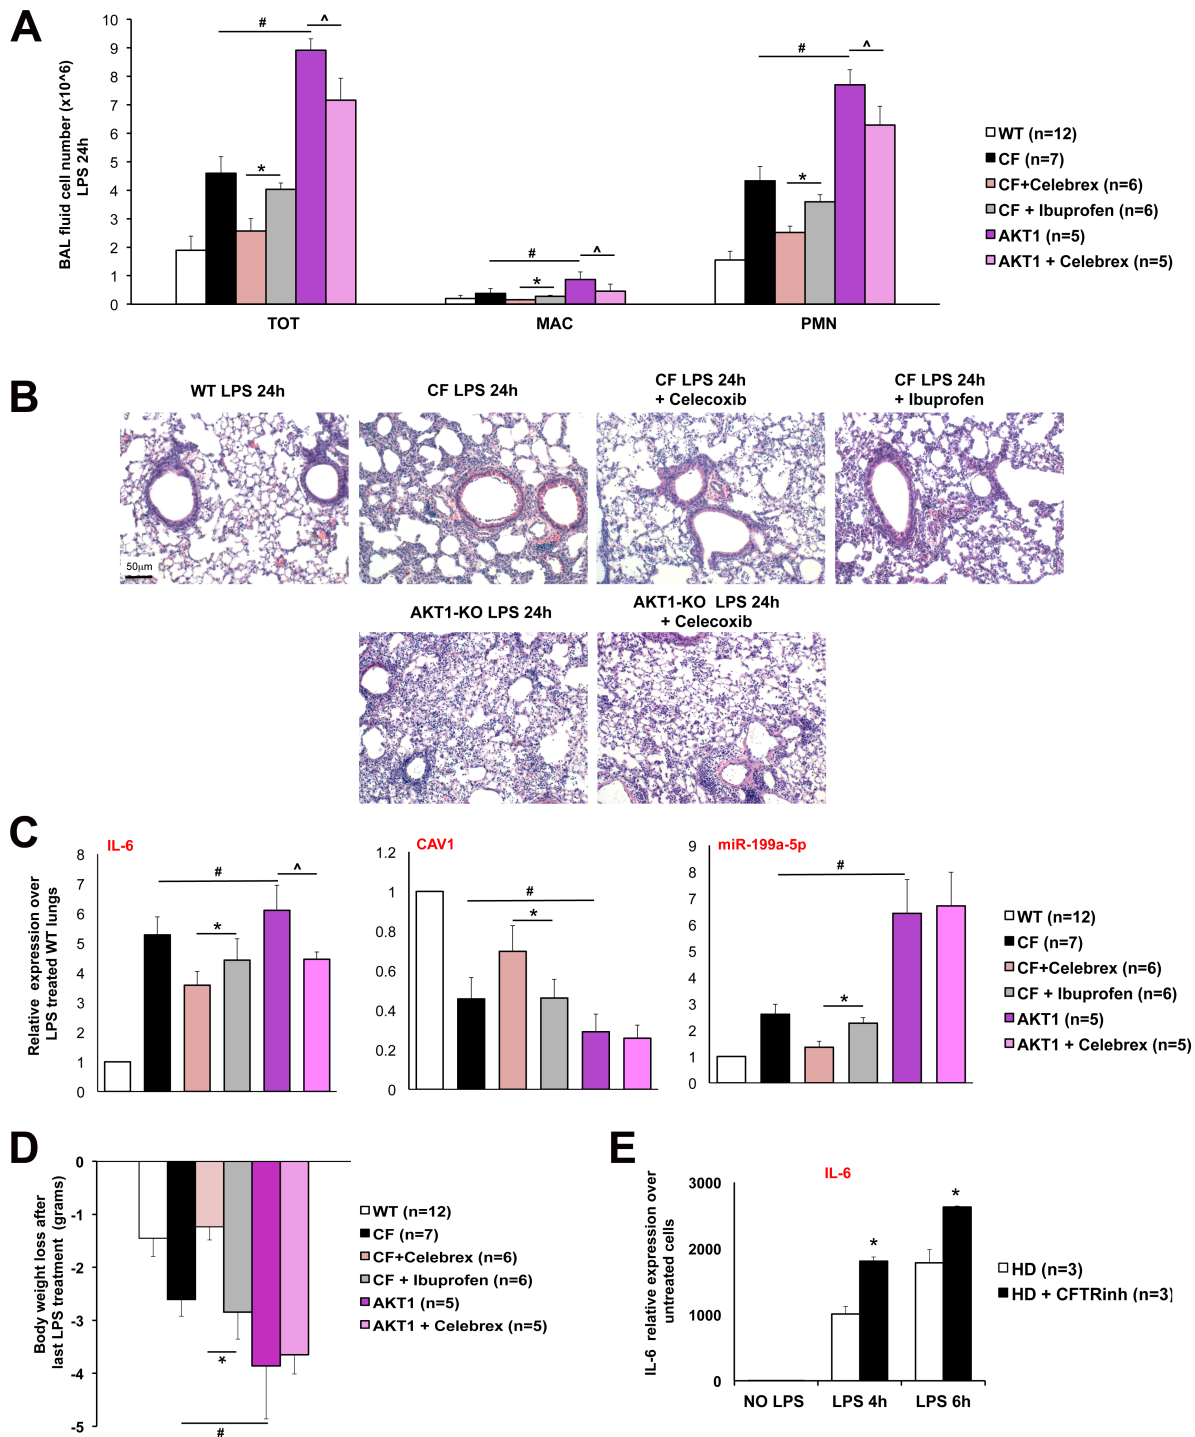 A
BAL fluid cell number (x10^6)
LPS 24h
10
9
8
7
6
5
4
3
2
1
0
#
^
*
#
^
*
#
^
*
TOT
MAC
PMN
WT (n=12)
CF (n=7)
CF+Celebrex (n=6)
CF + Ibuprofen (n=6)
AKT1 (n=5)
AKT1 + Celebrex (n=5)
B
WT LPS 24h
CF LPS 24h
CF LPS 24h
+ Celecoxib
CF LPS 24h
+ Ibuprofen
50µm
AKT1-KO LPS 24h
AKT1-KO LPS 24h
+ Celecoxib
C
Relative expression over
LPS treated WT lungs
IL-6
8
7
6
5
4
3
2
1
0
#
^
*
CAV1
1.2
1
0.8
0.6
0.4
0.2
0
#
*
miR-199a-5p
9
8
7
6
5
4
3
2
1
0
#
*
WT (n=12)
CF (n=7)
CF+Celebrex (n=6)
CF + Ibuprofen (n=6)
AKT1 (n=5)
AKT1 + Celebrex (n=5)
D
Body weight loss after
last LPS treatment (grams)
0
-1
-2
-3
-4
-5
*
#
WT (n=12)
CF (n=7)
CF+Celebrex (n=6)
CF + Ibuprofen (n=6)
AKT1 (n=5)
AKT1 + Celebrex (n=5)
E
IL-6 relative expression over
untreated cells
IL-6
3000
2000
1000
0
*
*
NO LPS
LPS 4h
LPS 6h
HD (n=3)
HD + CFTRinh (n=3)